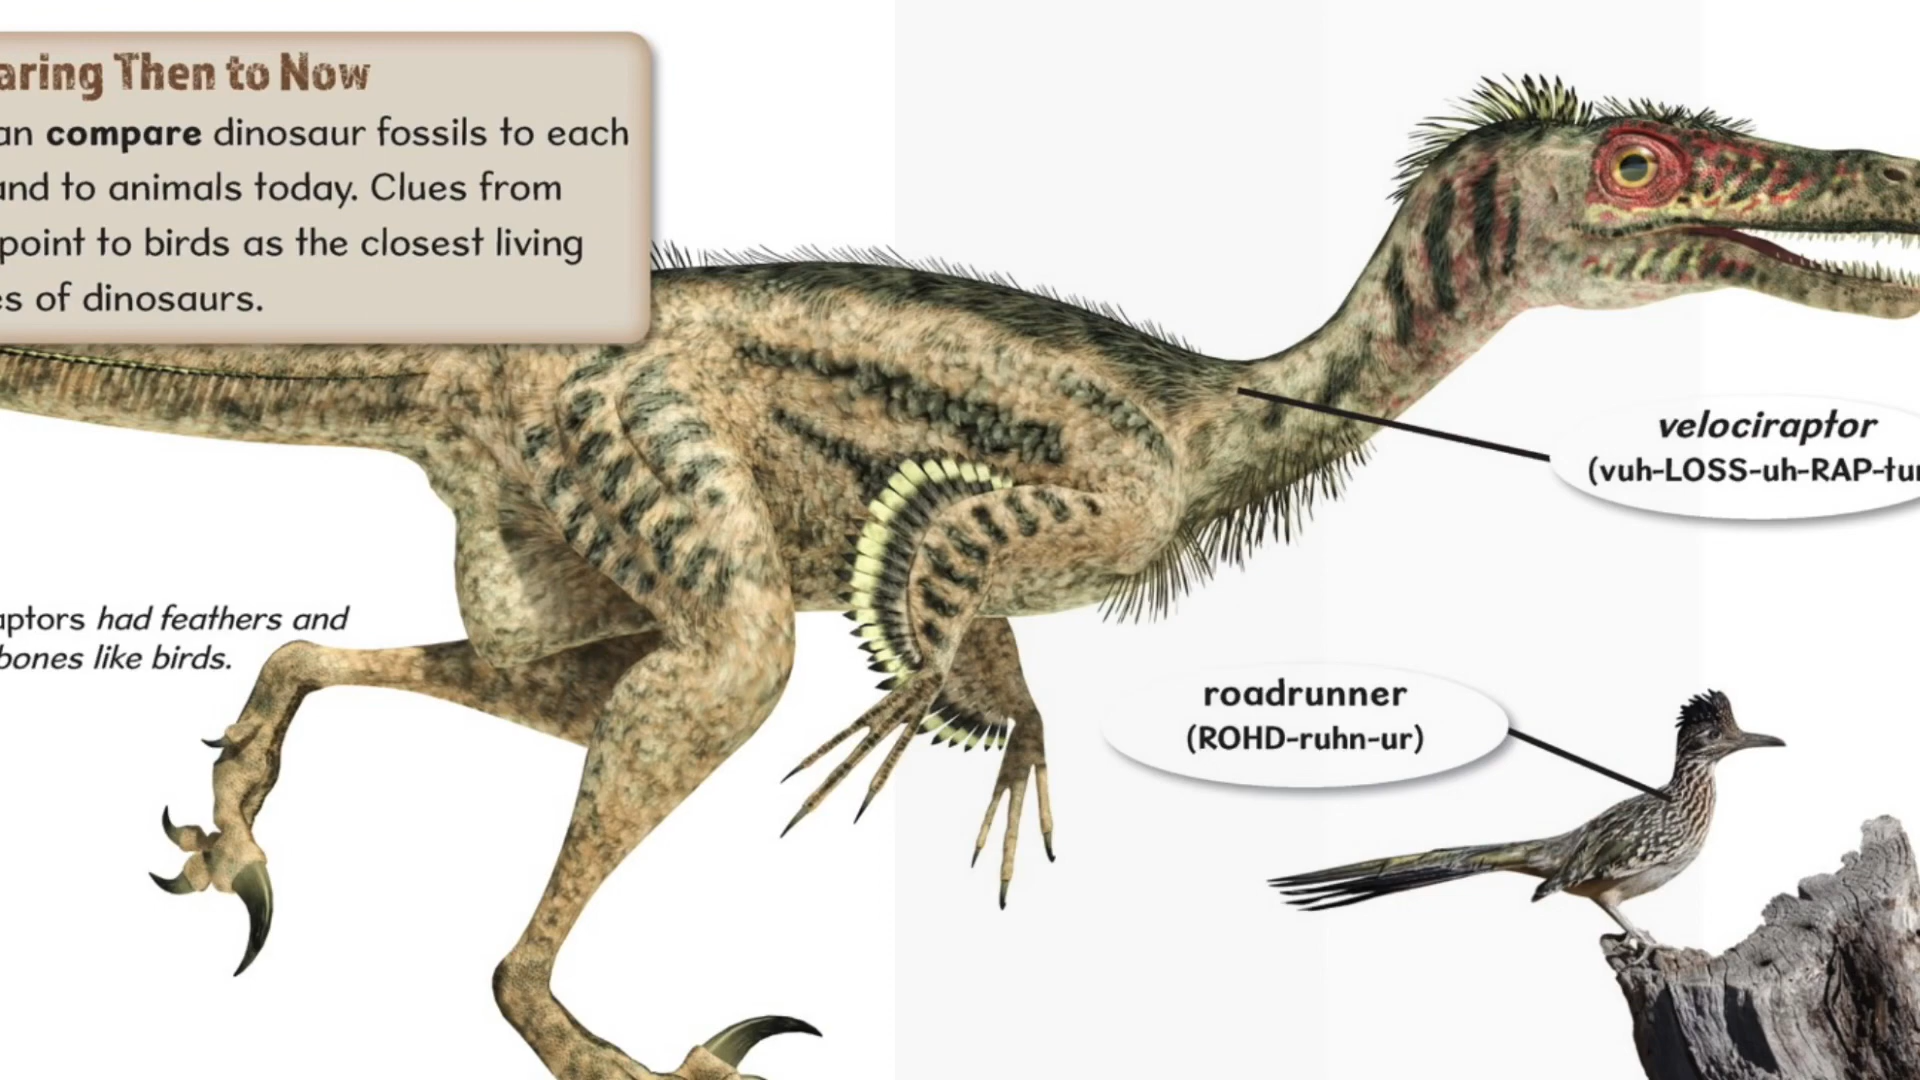 aring Then to Now
an compare dinosaur fossils to each
and to animals today. Clues from
point to birds as the closest living
es of dinosaurs.
velociraptor
(vuh-LOSS-uh-RAP-tur
aptors had feathers and
bones like birds.
roadrunner
(ROHD-ruhn-ur)